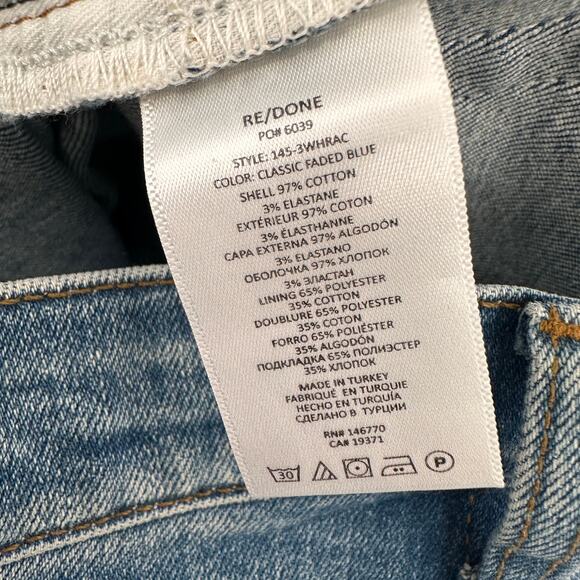 RE/DONE
PO# 6039
STYLE: 145-3WHRAC
COLOR: CLASSIC FADED BLUE
SHELL 97% COTTON
3% ELASTANE
EXTÉRIEUR 97% COTON
3% ÉLASTHANNE
CAPA EXTERNA 97% ALGODÓN
3% ELASTANO
ОБОЛОЧКА 97% ХЛОПОК
3% ЭЛАСТАН
LINING 65% POLYESTER
35% COTTON
DOUBLURE 65% POLYESTER
35% COTON
FORRO 65% POLIÉSTER
35% ALGODÓN
ПОДКЛАДКА 65% ПОЛИЭСТЕР
35% ХЛОПОК
MADE IN TURKEY
FABRIQUÉ EN TURQUIE
HECHO EN TURQUÍA
СДЕЛАНО В ТУРЦИИ
RN# 146770
CA# 19371
30 P